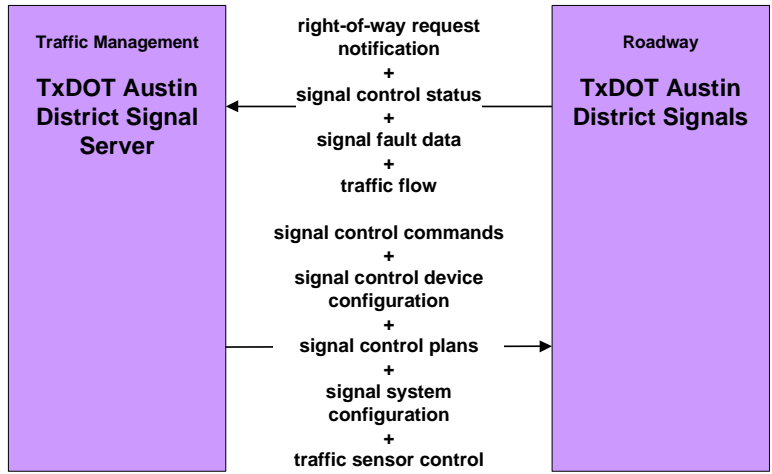 Traffic Management
TxDOT Austin
District Signal
Server
right-of-way request
notification
+
signal control status
+
signal fault data
+
traffic flow
signal control commands
+
signal control device
configuration
+
signal control plans
+
signal system
configuration
+
traffic sensor control
Roadway
TxDOT Austin
District Signals